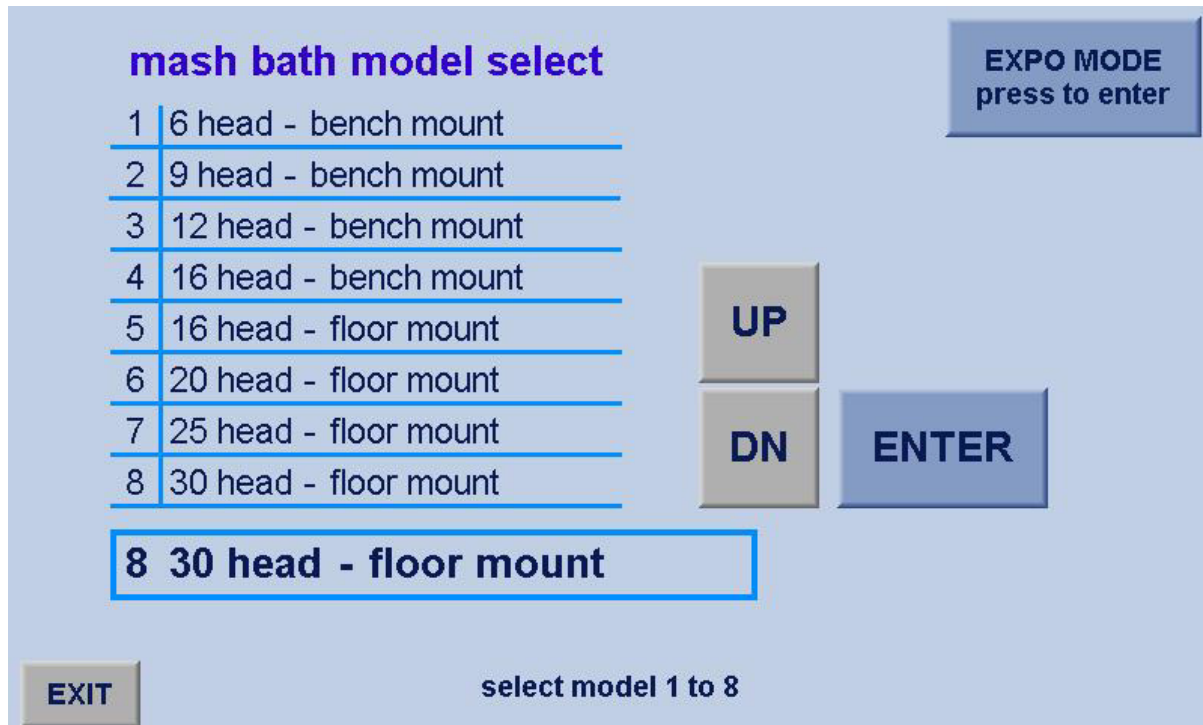 mash bath model select
EXPO MODE
press to enter
1 6 head - bench mount
2 9 head - bench mount
3 12 head - bench mount
4 16 head - bench mount
5 16 head - floor mount
6 20 head - floor mount
7 25 head - floor mount
8 30 head - floor mount
UP
DN
ENTER
8 30 head - floor mount
EXIT
select model 1 to 8